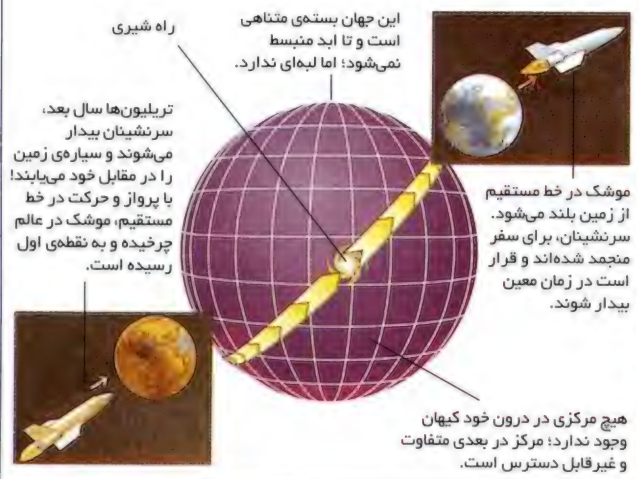 این جهان بسته‌ی متناهی
است و تا ابد منبسط
نمی‌شود؛ اما لبه‌ای ندارد.
راه شیری
موشک در خط مستقیم
از زمین بلند می‌شود.
سرنشینان، برای سفر
منجمد شده‌اند و قرار
است در زمان معین
بیدار شوند.
تریلیون‌ها سال بعد،
سرنشینان بیدار
می‌شوند و سیاره‌ی زمین
را در مقابل خود می‌یابند!
با پرواز و حرکت در خط
مستقیم، موشک در عالم
چرخیده و به نقطه‌ی اول
رسیده است.
هیچ مرکزی در درون خود کیهان
وجود ندارد؛ مرکز در بعدی متفاوت
و غیرقابل دسترس است.